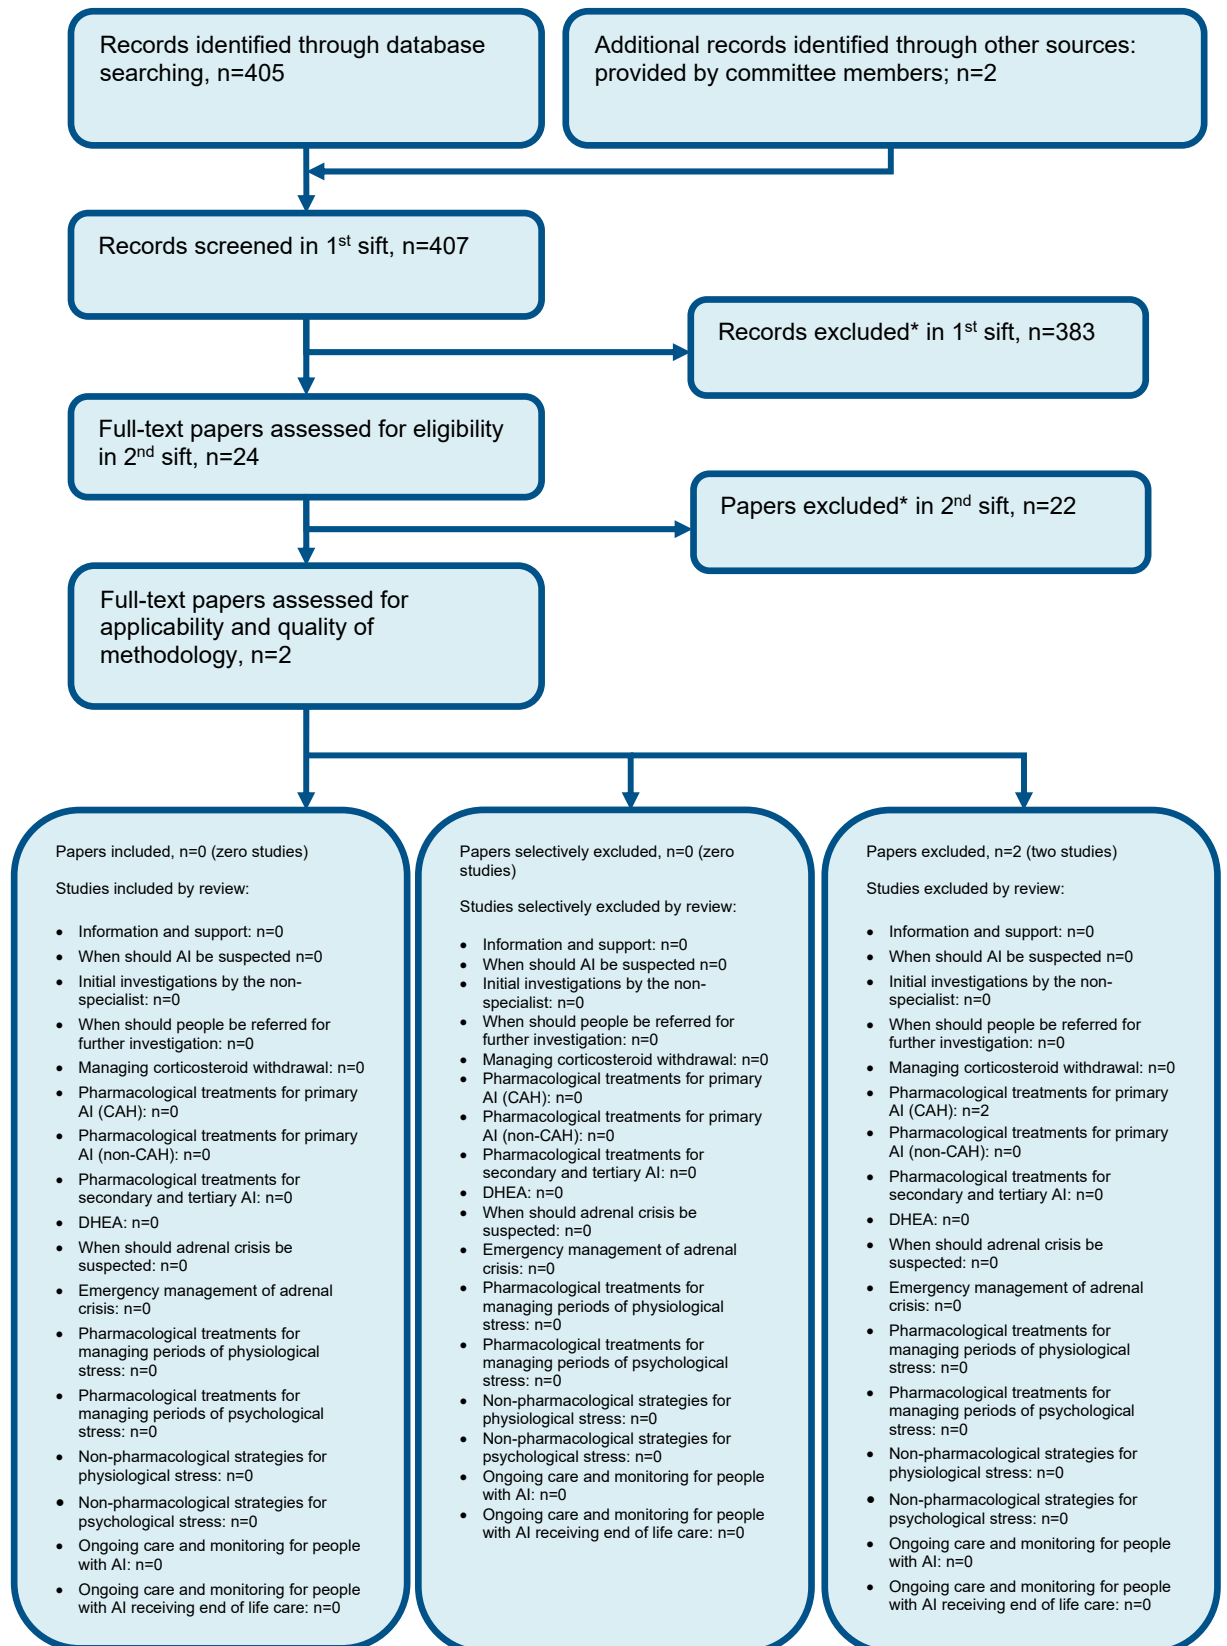 Records identified through database
searching, n=405
Additional records identified through other sources:
provided by committee members; n=2
Records screened in 1st sift, n=407
Records excluded* in 1st sift, n=383
Full-text papers assessed for eligibility
in 2nd sift, n=24
Papers excluded* in 2nd sift, n=22
Full-text papers assessed for
applicability and quality of
methodology, n=2
Papers included, n=0 (zero studies)
Studies included by review:
• Information and support: n=0
• When should AI be suspected n=0
• Initial investigations by the non-
specialist: n=0
• When should people be referred for
further investigation: n=0
• Managing corticosteroid withdrawal: n=0
• Pharmacological treatments for primary
AI (CAH): n=0
• Pharmacological treatments for primary
AI (non-CAH): n=0
• Pharmacological treatments for
secondary and tertiary AI: n=0
• DHEA: n=0
• When should adrenal crisis be
suspected: n=0
• Emergency management of adrenal
crisis: n=0
• Pharmacological treatments for
managing periods of physiological
stress: n=0
• Pharmacological treatments for
managing periods of psychological
stress: n=0
• Non-pharmacological strategies for
physiological stress: n=0
• Non-pharmacological strategies for
psychological stress: n=0
• Ongoing care and monitoring for people
with AI: n=0
• Ongoing care and monitoring for people
with AI receiving end of life care: n=0
Papers selectively excluded, n=0 (zero
studies)
Studies selectively excluded by review:
• Information and support: n=0
• When should AI be suspected n=0
• Initial investigations by the non-
specialist: n=0
• When should people be referred for
further investigation: n=0
• Managing corticosteroid withdrawal: n=0
• Pharmacological treatments for primary
AI (CAH): n=0
• Pharmacological treatments for primary
AI (non-CAH): n=0
• Pharmacological treatments for
secondary and tertiary AI: n=0
• DHEA: n=0
• When should adrenal crisis be
suspected: n=0
• Emergency management of adrenal
crisis: n=0
• Pharmacological treatments for
managing periods of physiological
stress: n=0
• Pharmacological treatments for
managing periods of psychological
stress: n=0
• Non-pharmacological strategies for
physiological stress: n=0
• Non-pharmacological strategies for
psychological stress: n=0
• Ongoing care and monitoring for people
with AI: n=0
• Ongoing care and monitoring for people
with AI receiving end of life care: n=0
Papers excluded, n=2 (two studies)
Studies excluded by review:
• Information and support: n=0
• When should AI be suspected n=0
• Initial investigations by the non-
specialist: n=0
• When should people be referred for
further investigation: n=0
• Managing corticosteroid withdrawal: n=0
• Pharmacological treatments for primary
AI (CAH): n=2
• Pharmacological treatments for primary
AI (non-CAH): n=0
• Pharmacological treatments for
secondary and tertiary AI: n=0
• DHEA: n=0
• When should adrenal crisis be
suspected: n=0
• Emergency management of adrenal
crisis: n=0
• Pharmacological treatments for
managing periods of physiological
stress: n=0
• Pharmacological treatments for
managing periods of psychological
stress: n=0
• Non-pharmacological strategies for
physiological stress: n=0
• Non-pharmacological strategies for
psychological stress: n=0
• Ongoing care and monitoring for people
with AI: n=0
• Ongoing care and monitoring for people
with AI receiving end of life care: n=0